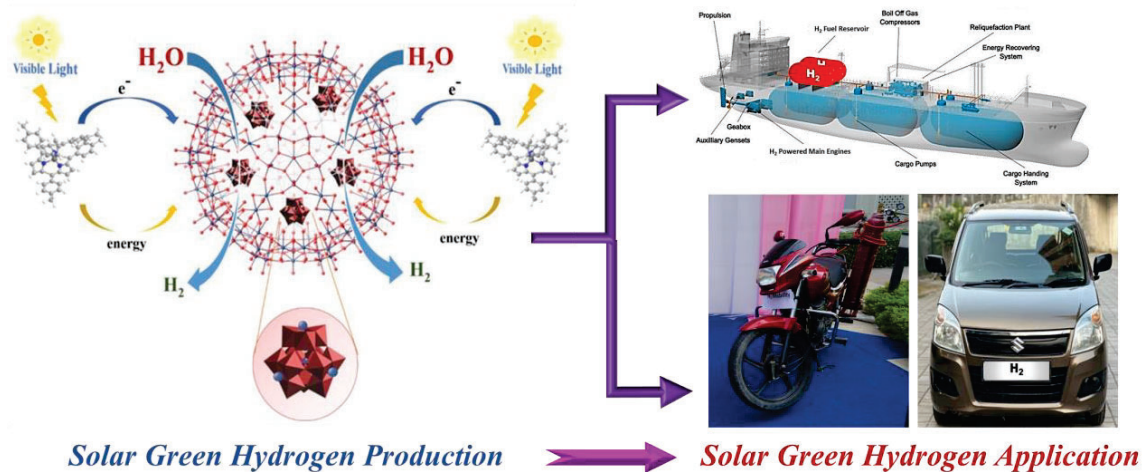 Visible Light
H₂O
H₂O
Visible Light
e⁻
e⁻
energy
energy
H₂
H₂
Propulsion
Boil Off Gas
Compressors
H₂ Fuel Reservoir
Reliquefaction Plant
Energy Recovering
System
H₂
Geabox
Auxiliary Gensets
H₂ Powered Main Engines
Cargo Pumps
Cargo Handing
System
H₂
Solar Green Hydrogen Production
Solar Green Hydrogen Application